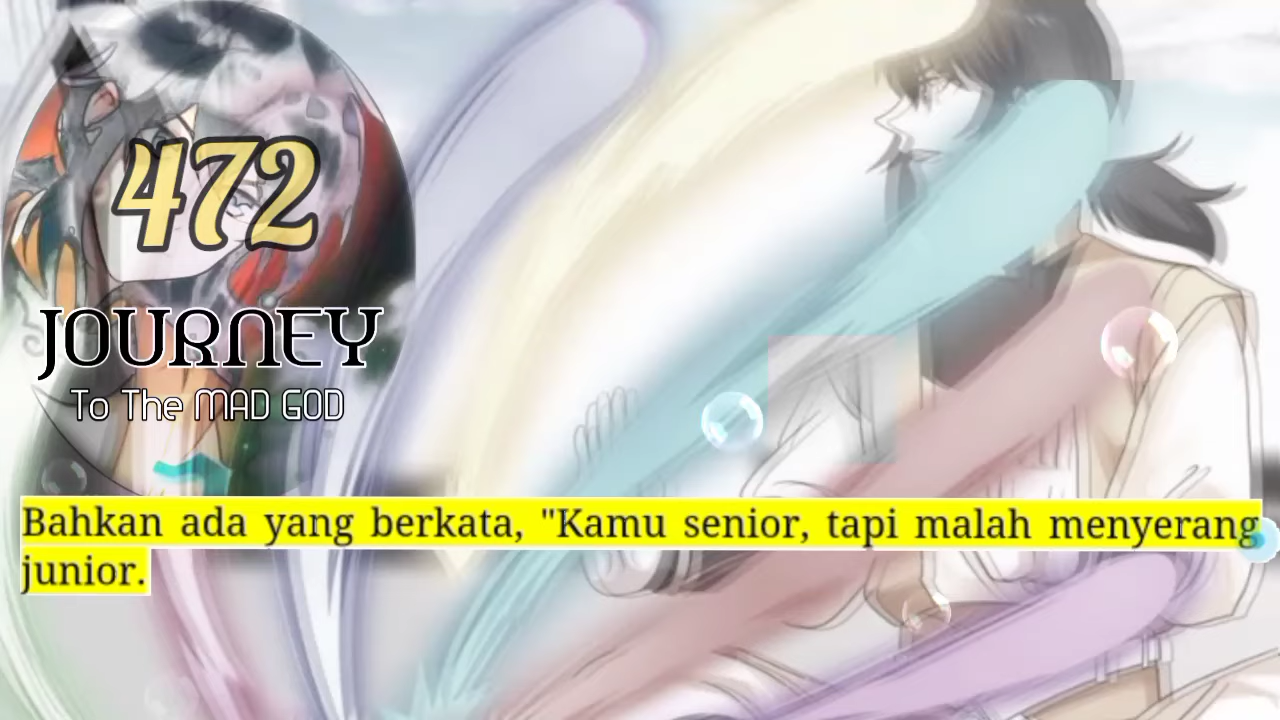 472
JOURNEY
To The MAD GOD
Bahkan ada yang berkata, "Kamu senior, tapi malah menyerang
junior.